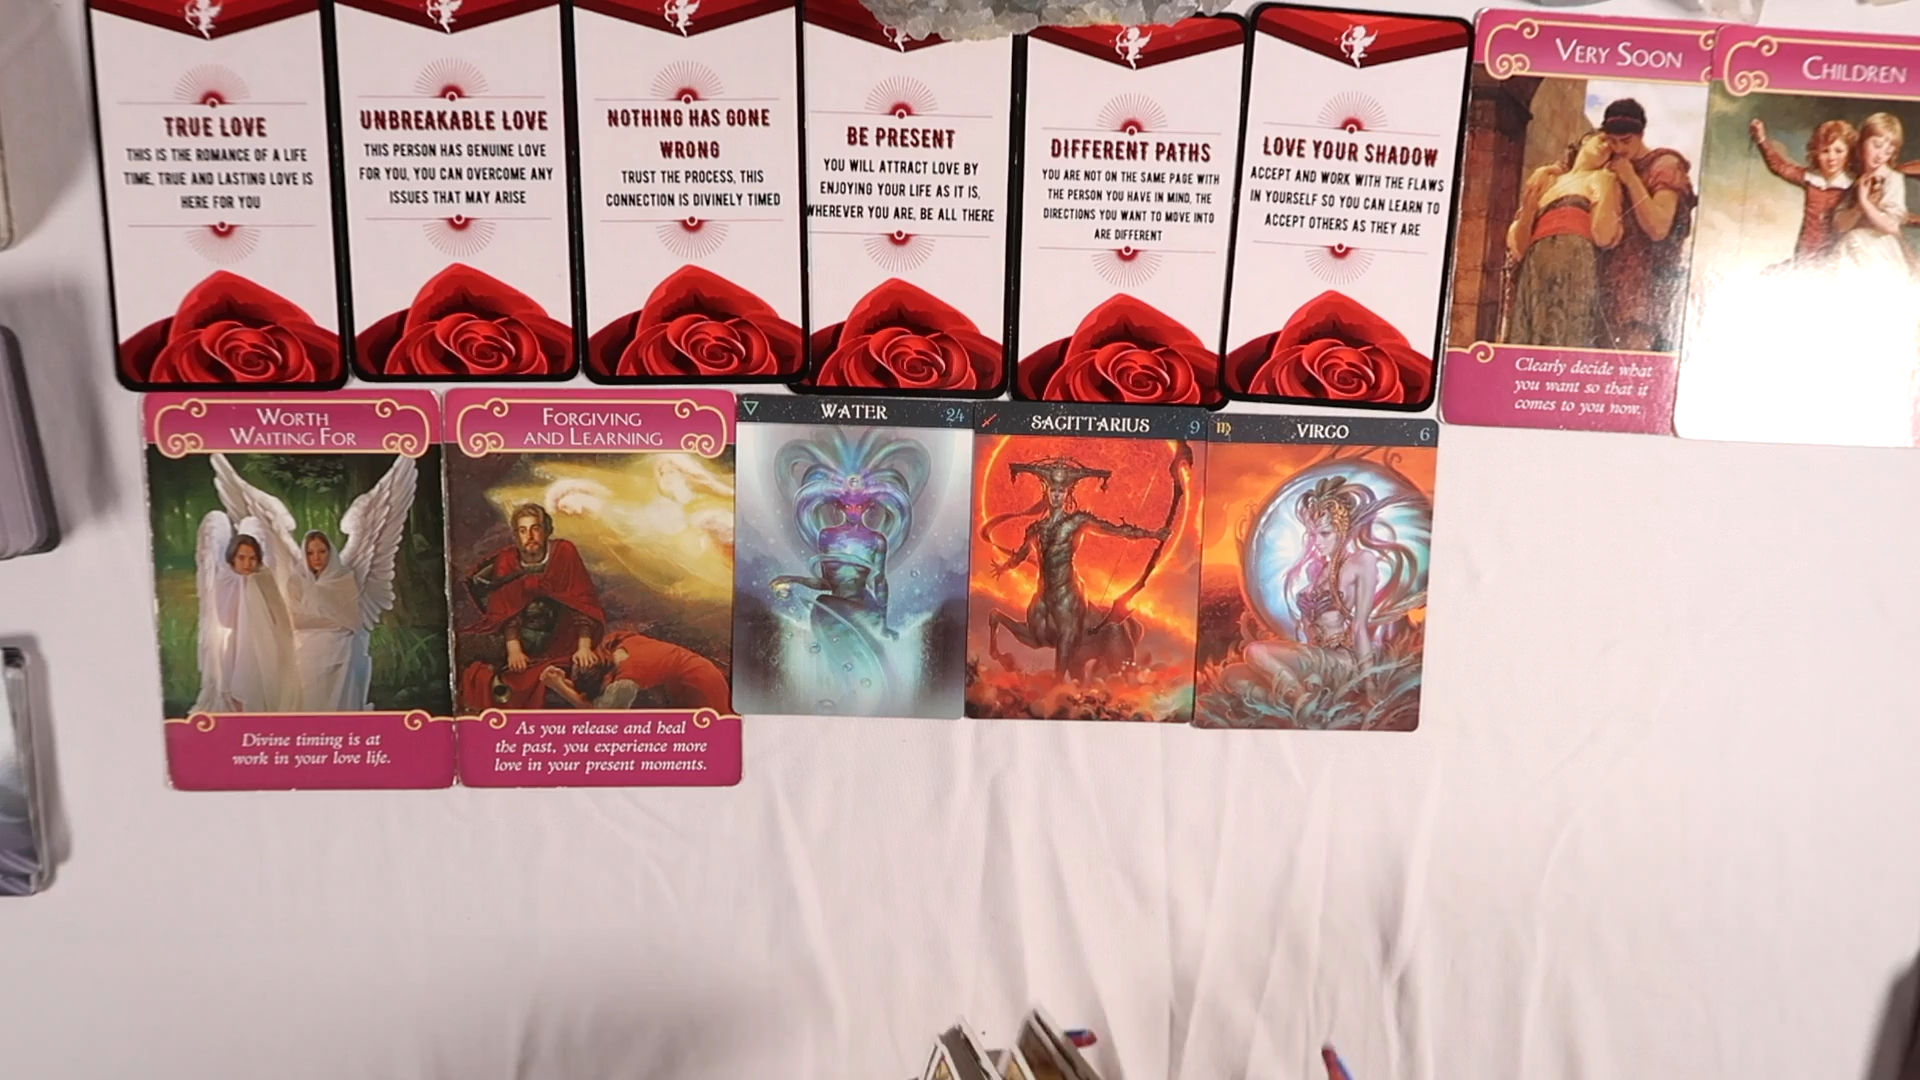 TRUE LOVE
THIS IS THE ROMANCE OF A LIFE
TIME, TRUE AND LASTING LOVE IS
HERE FOR YOU
UNBREAKABLE LOVE
THIS PERSON HAS GENUINE LOVE
FOR YOU, YOU CAN OVERCOME ANY
ISSUES THAT MAY ARISE
NOTHING HAS GONE
WRONG
TRUST THE PROCESS, THIS
CONNECTION IS DIVINELY TIMED
BE PRESENT
YOU WILL ATTRACT LOVE BY
ENJOYING YOUR LIFE AS IT IS,
WHEREVER YOU ARE, BE ALL THERE
DIFFERENT PATHS
YOU ARE NOT ON THE SAME PAGE WITH
THE PERSON YOU HAVE IN MIND, THE
DIRECTIONS YOU WANT TO MOVE INTO
ARE DIFFERENT
LOVE YOUR SHADOW
ACCEPT AND WORK WITH THE FLAWS
IN YOURSELF SO YOU CAN LEARN TO
ACCEPT OTHERS AS THEY ARE
VERY SOON
Clearly decide what
you want so that it
comes to you now.
CHILDREN
WORTH
WAITING FOR
Divine timing is at
work in your love life.
FORGIVING
AND LEARNING
As you release and heal
the past, you experience more
love in your present moments.
WATER 24
SAGITTARIUS 9
♍ VIRGO 6